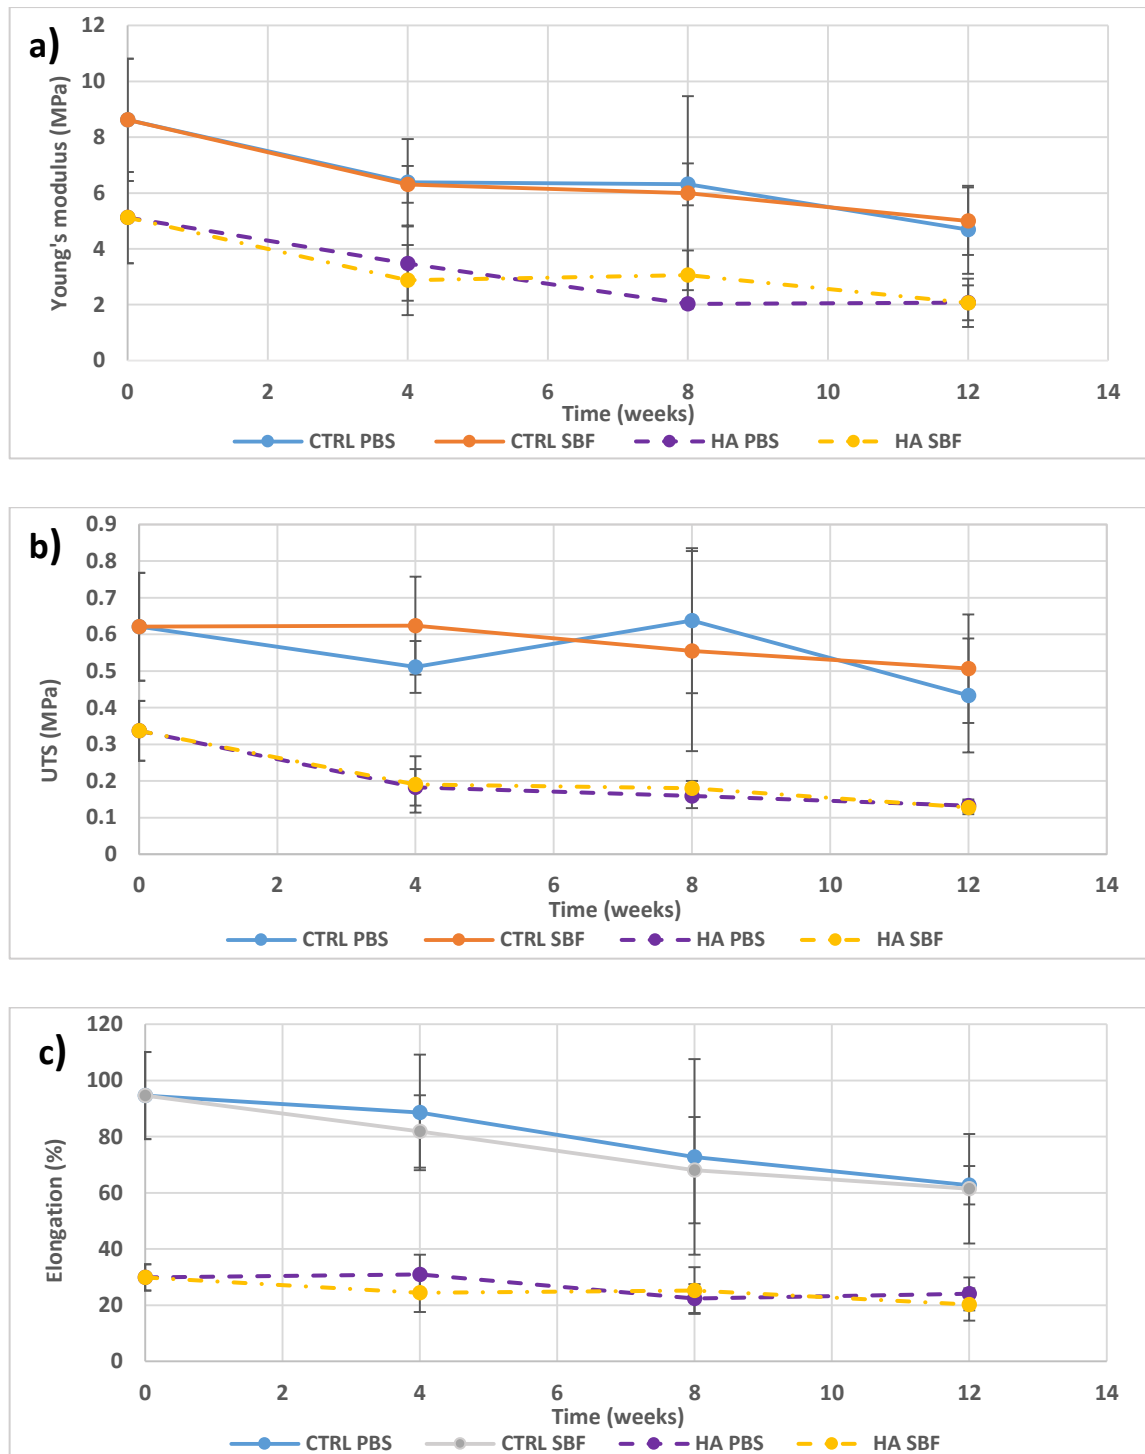 a)
Young's modulus (MPa)
12
10
8
6
4
2
0
0 2 4 6 8 10 12 14
Time (weeks)
CTRL PBS CTRL SBF HA PBS HA SBF
b)
UTS (MPa)
0.9
0.8
0.7
0.6
0.5
0.4
0.3
0.2
0.1
0
0 2 4 6 8 10 12 14
Time (weeks)
CTRL PBS CTRL SBF HA PBS HA SBF
c)
Elongation (%)
120
100
80
60
40
20
0
0 2 4 6 8 10 12 14
Time (weeks)
CTRL PBS CTRL SBF HA PBS HA SBF